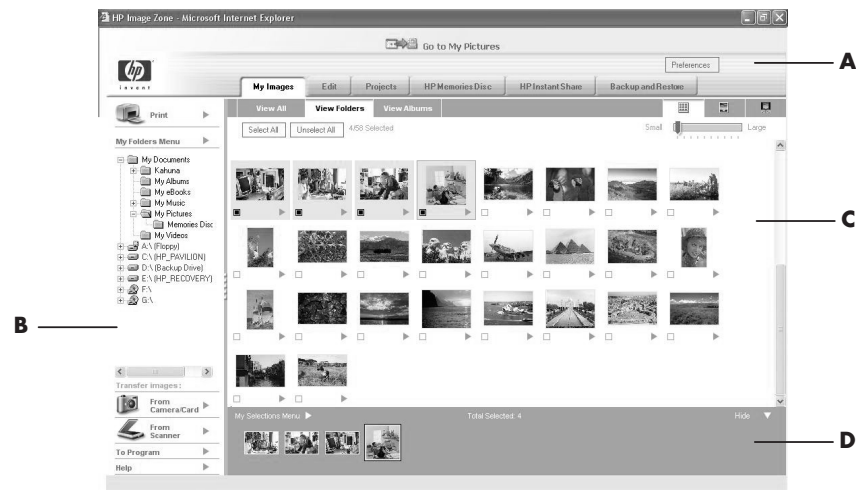 HP Image Zone - Microsoft Internet Explorer
Go to My Pictures
A
Preferences
hp
invent
My Images Edit Projects HP Memories Disc HP Instant Share Backup and Restore
Print
View All View Folders View Albums
Select All Unselect All 4/58 Selected Small Large
My Folders Menu
My Documents
Kahuna
My Albums
My eBooks
My Music
My Pictures
Memories Disc
My Videos
A:\ (Floppy)
C:\ (HP_PAVILION)
D:\ (Backup Drive)
E:\ (HP_RECOVERY)
F:\
G:\
C
B
Transfer images:
From
Camera/Card
From
Scanner
To Program
Help
My Selections Menu Total Selected: 4 Hide
D